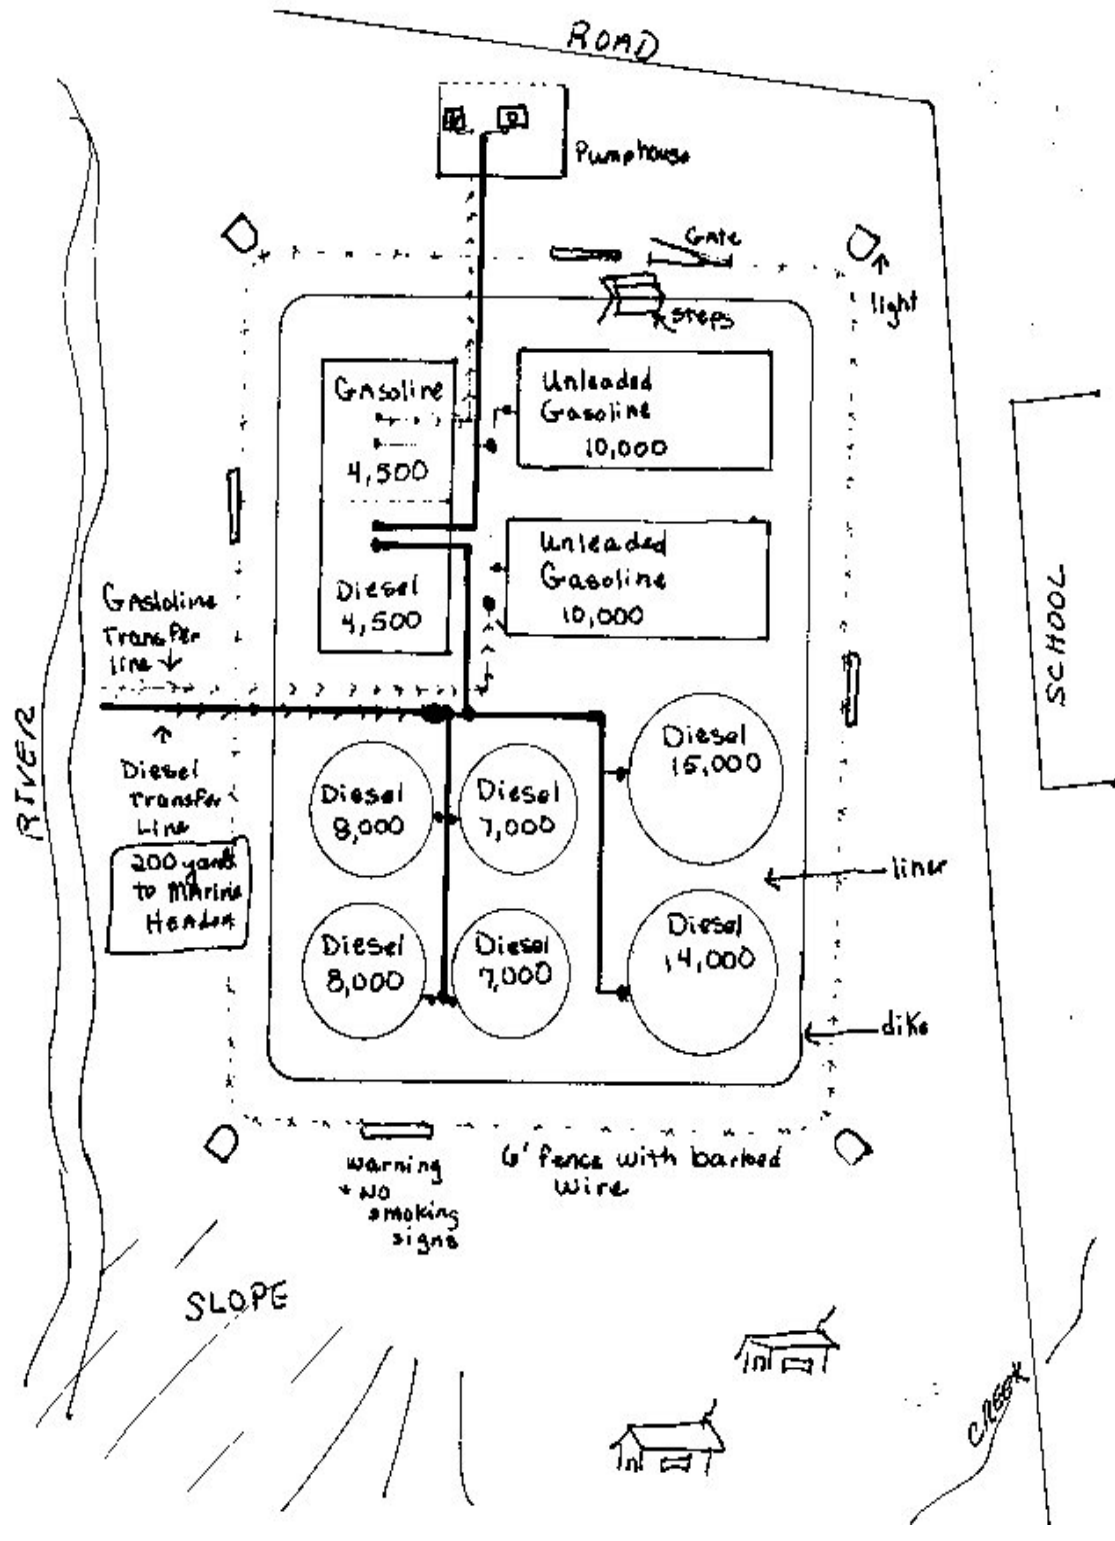 ROAD
Pumphouse
Gate
light
steps
Gasoline
4,500
Diesel
4,500
Unleaded
Gasoline
10,000
Unleaded
Gasoline
10,000
Gasloline
Transfer
line
RIVER
Diesel
Transfer
Line
200 yards
to Marine
Header
SCHOOL
Diesel
8,000
Diesel
7,000
Diesel
15,000
Diesel
8,000
Diesel
7,000
Diesel
14,000
liner
dike
Warning
+ No
smoking
signs
6' fence with barbed
wire
SLOPE
CREEK